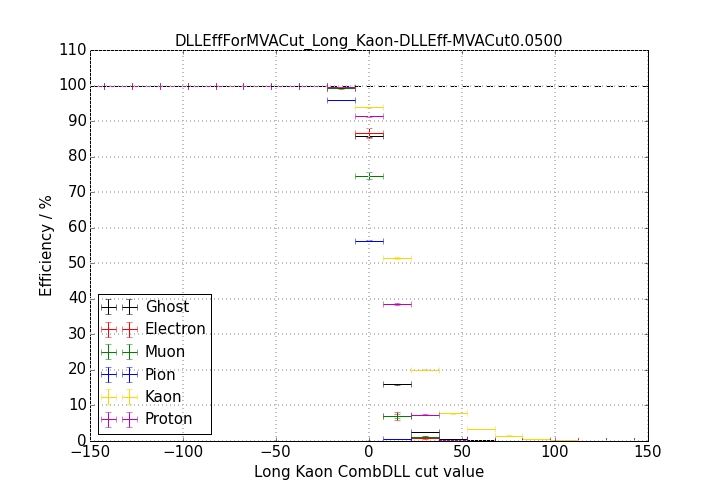 DLLEffForMVACut_Long_Kaon-DLLEff-MVACut0.0500
110
100
90
80
70
60
50
40
30
20
10
0
Efficiency / %
Ghost
Electron
Muon
Pion
Kaon
Proton
−150 −100 −50 0 50 100 150
Long Kaon CombDLL cut value